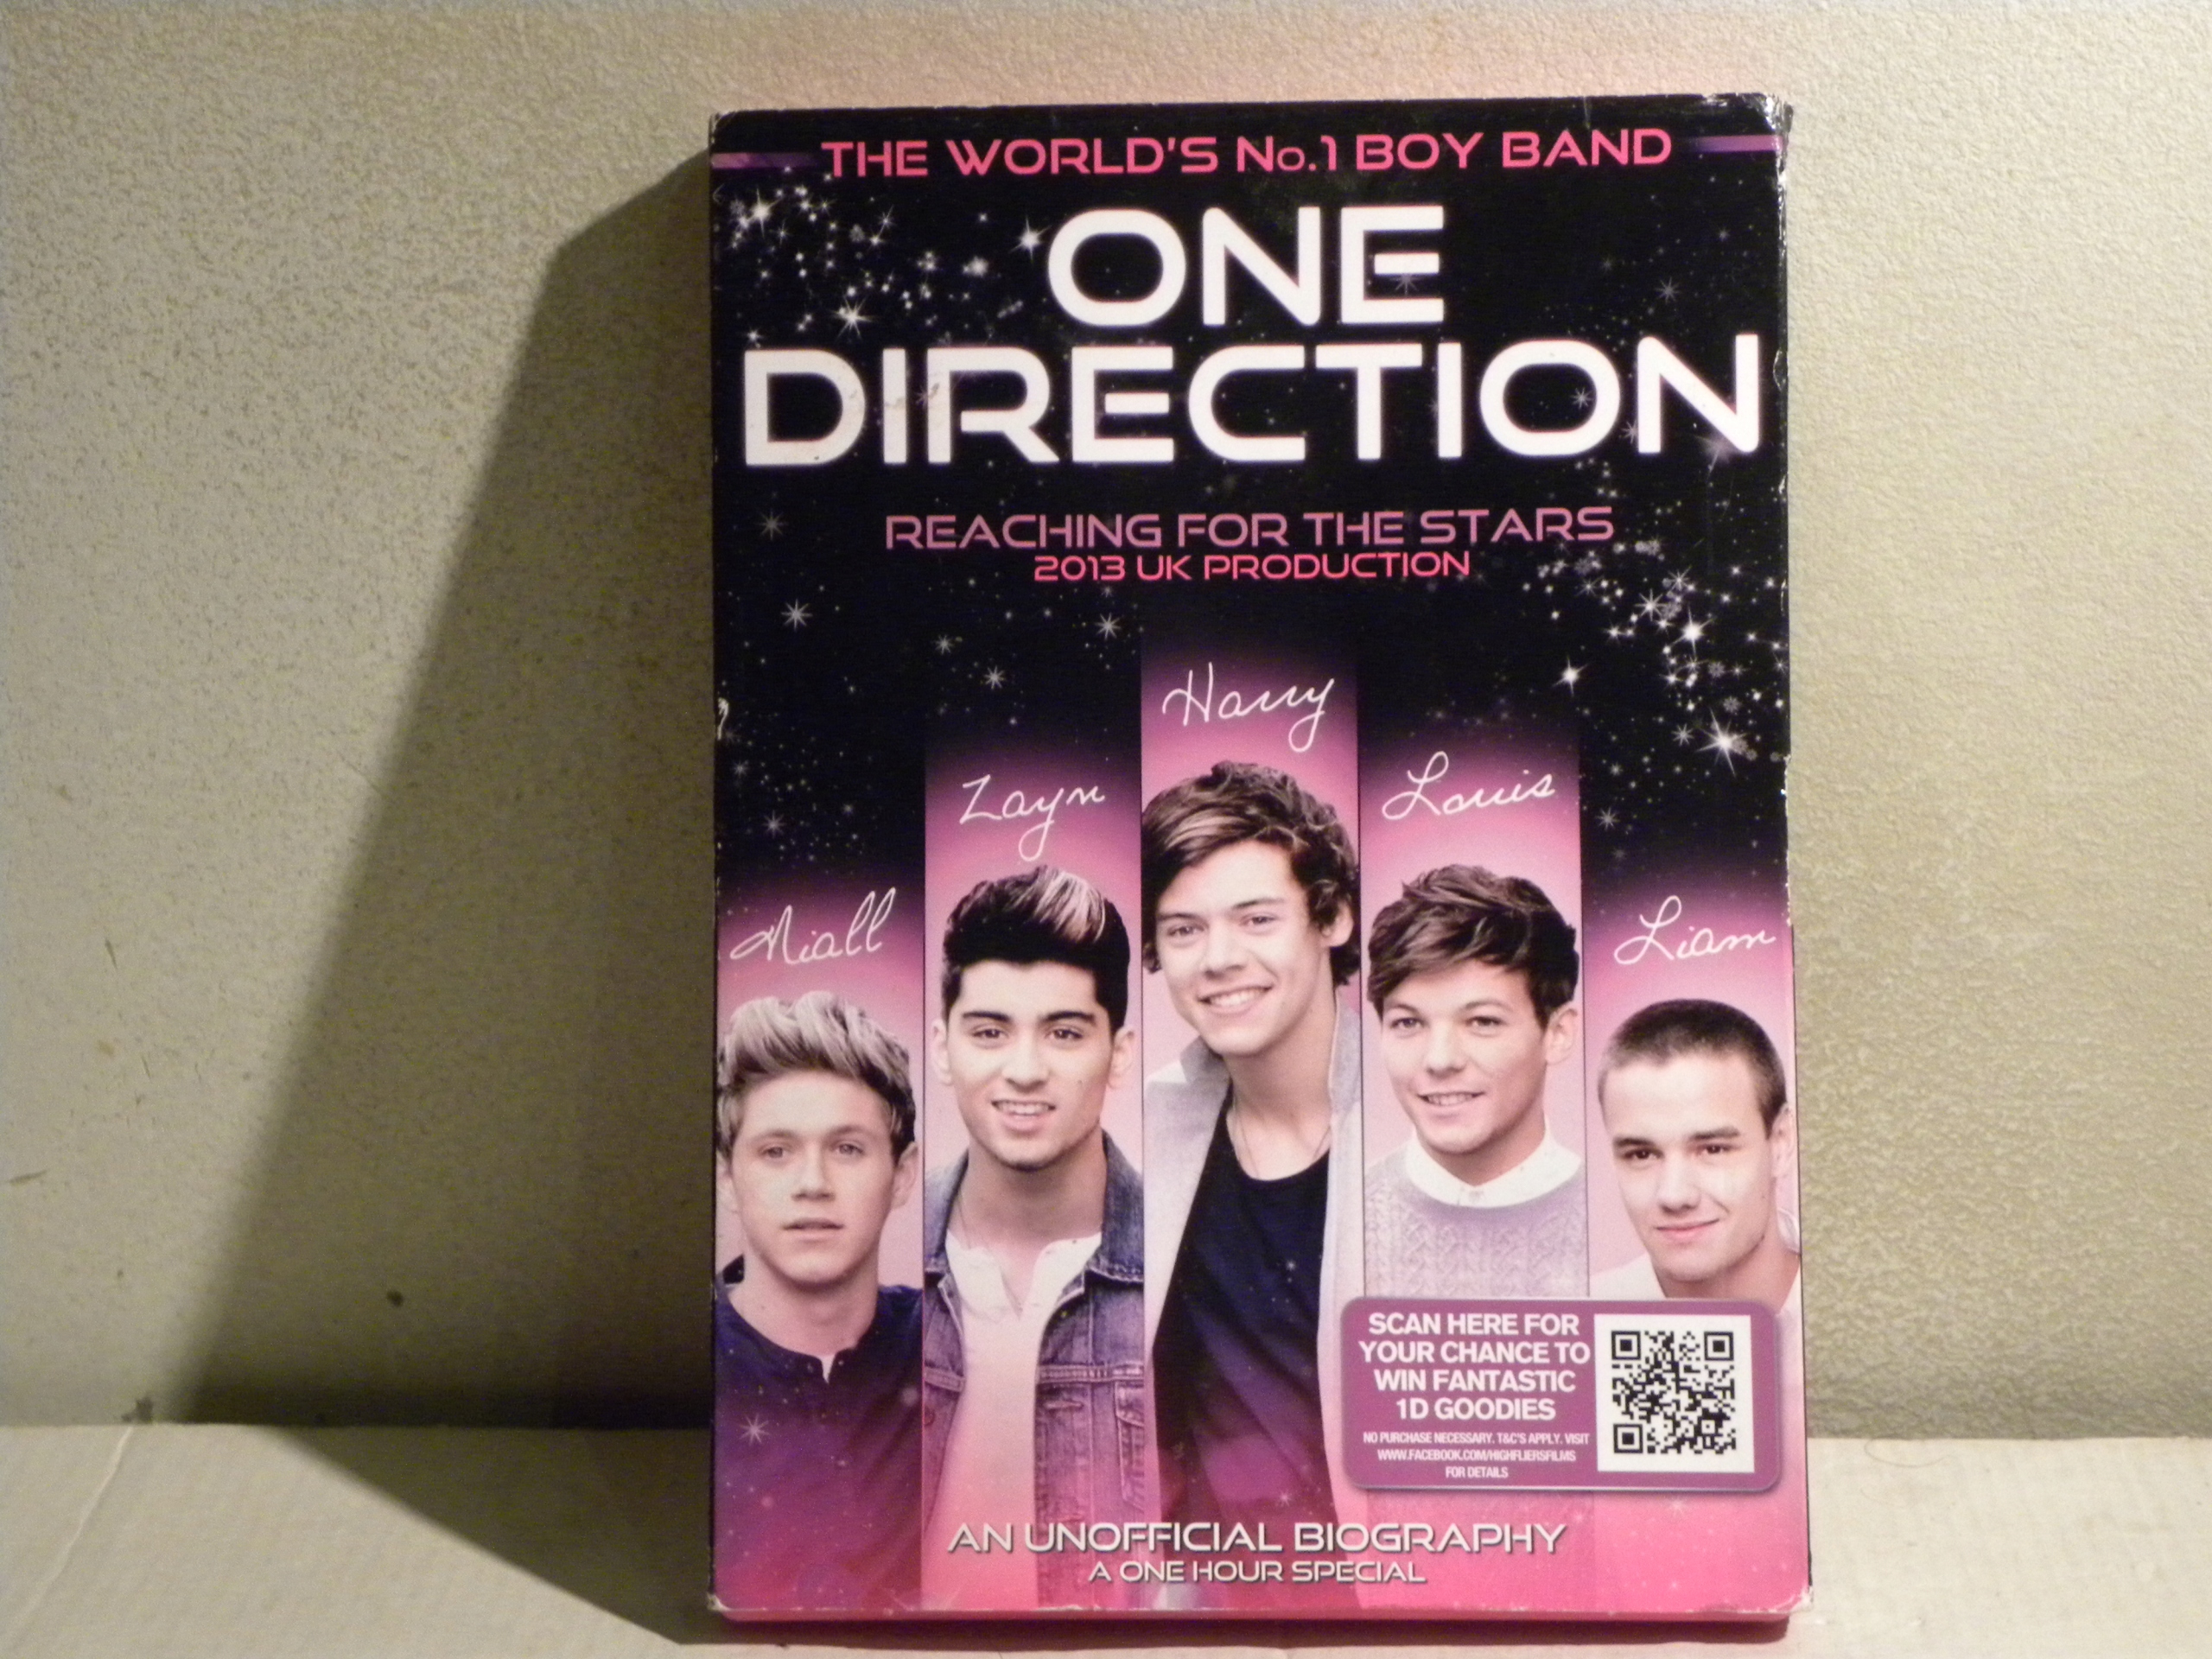 THE WORLD'S No.1 BOY BAND
ONE
DIRECTION
REACHING FOR THE STARS
2013 UK PRODUCTION
Harry
Zayn
Louis
Niall
Liam
SCAN HERE FOR
YOUR CHANCE TO
WIN FANTASTIC
1D GOODIES
NO PURCHASE NECESSARY. T&C'S APPLY. VISIT
WWW.FACEBOOK.COM/HIGHFLIERSFILMS
FOR DETAILS
AN UNOFFICIAL BIOGRAPHY
A ONE HOUR SPECIAL